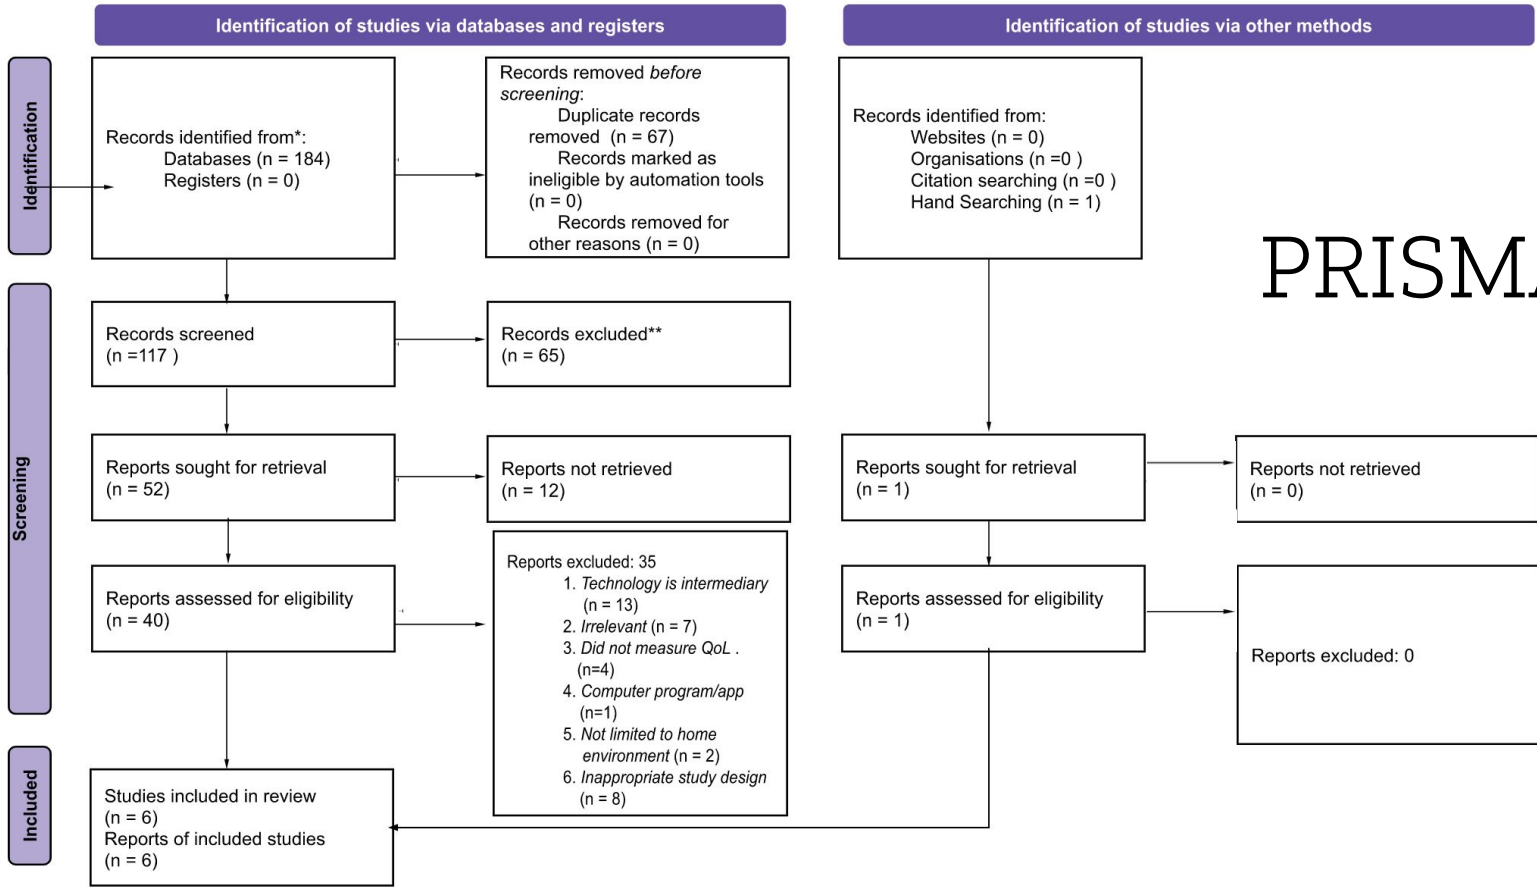 Identification of studies via databases and registers
Identification of studies via other methods
Identification
Records identified from*:
Databases (n = 184)
Registers (n = 0)
Records removed before
screening:
Duplicate records
removed (n = 67)
Records marked as
ineligible by automation tools
(n = 0)
Records removed for
other reasons (n = 0)
Records identified from:
Websites (n = 0)
Organisations (n =0 )
Citation searching (n =0 )
Hand Searching (n = 1)
PRISMA
Screening
Records screened
(n =117 )
Records excluded**
(n = 65)
Reports sought for retrieval
(n = 52)
Reports not retrieved
(n = 12)
Reports sought for retrieval
(n = 1)
Reports not retrieved
(n = 0)
Reports assessed for eligibility
(n = 40)
Reports excluded: 35
1. Technology is intermediary
(n = 13)
2. Irrelevant (n = 7)
3. Did not measure QoL .
(n=4)
4. Computer program/app
(n=1)
5. Not limited to home
environment (n = 2)
6. Inappropriate study design
(n = 8)
Reports assessed for eligibility
(n = 1)
Reports excluded: 0
Included
Studies included in review
(n = 6)
Reports of included studies
(n = 6)